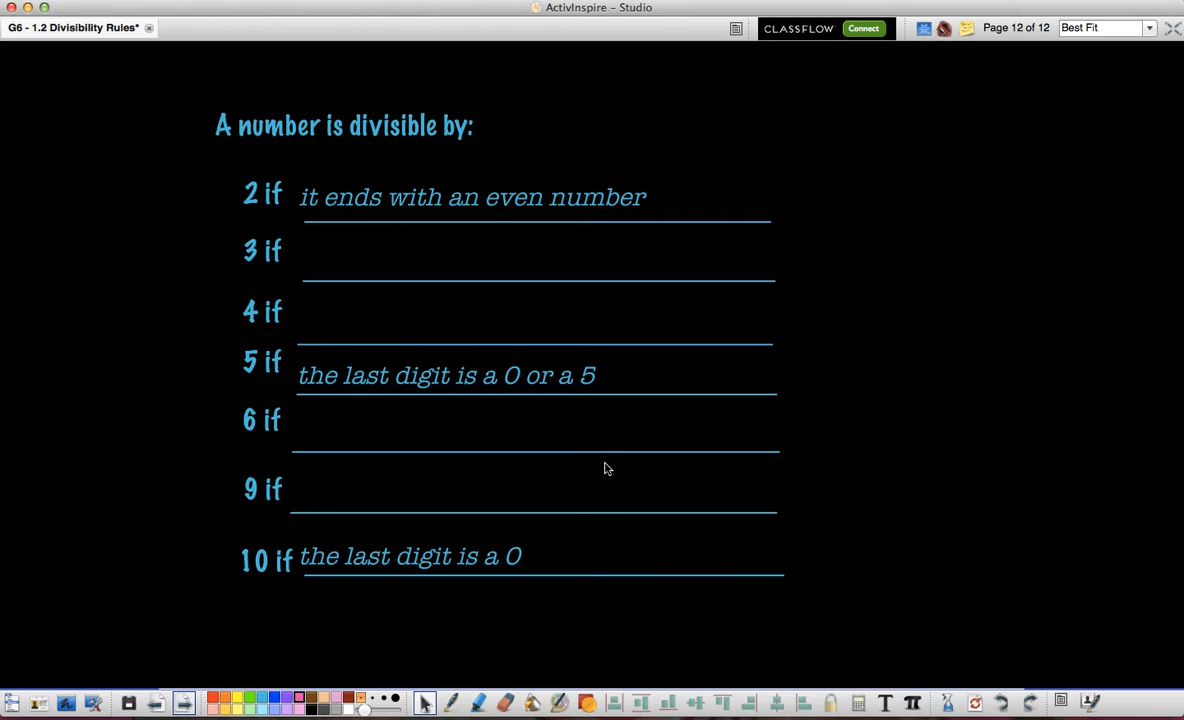 ActivInspire – Studio
G6 - 1.2 Divisibility Rules*
CLASSFLOW Connect
Page 12 of 12
Best Fit
A number is divisible by:
2 if it ends with an even number
3 if
4 if
5 if the last digit is a 0 or a 5
6 if
9 if
10 if the last digit is a 0